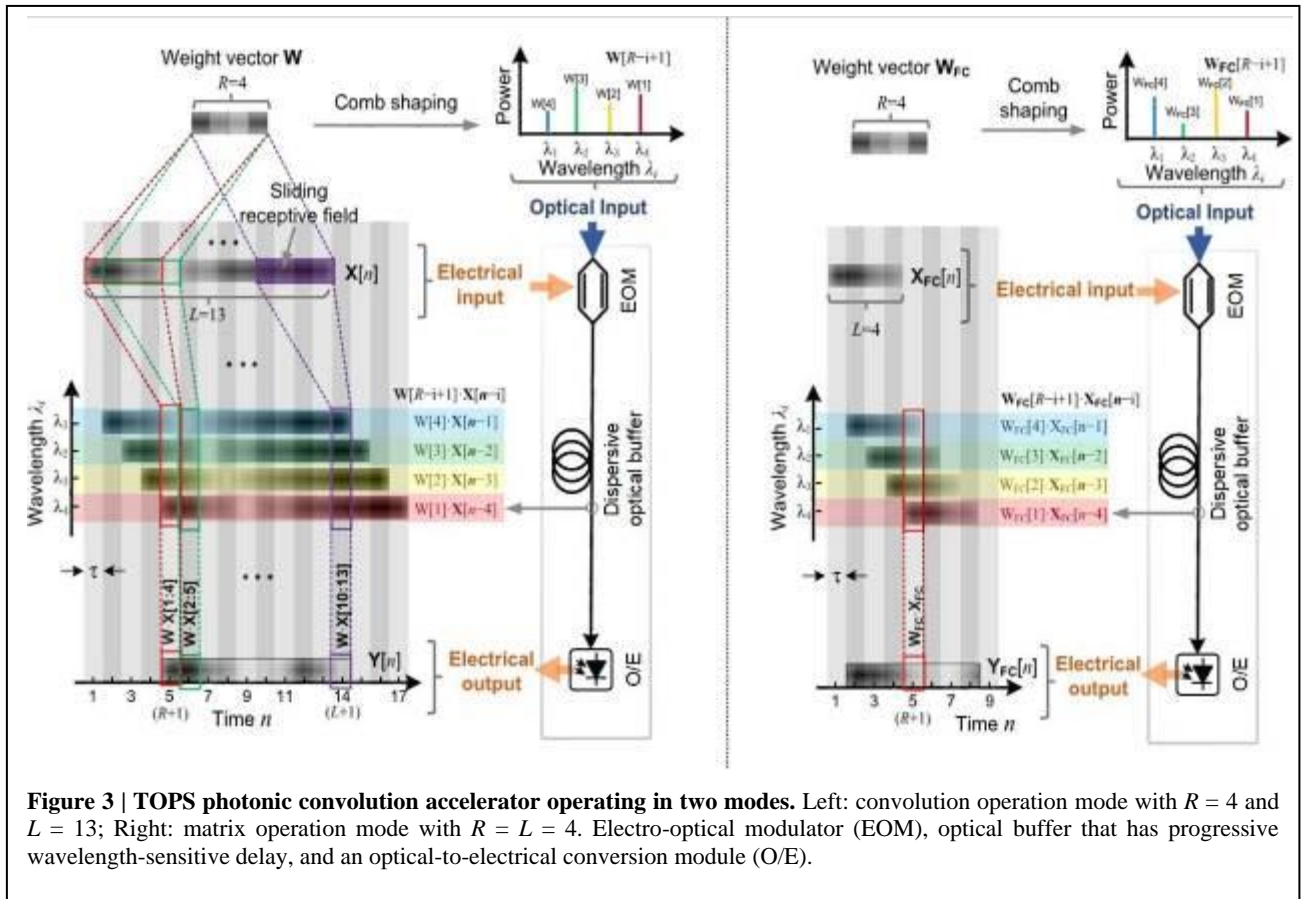 Weight vector W
R=4
Comb shaping
Power
W[R−i+1]
W[4]
W[3]
W[2]
W[1]
λ1 λ2 λ3 λ4
Wavelength λi
Optical Input
Sliding
receptive field
X[n]
L=13
Electrical
input
EOM
Wavelength λi
λ1
λ2
λ3
λ4
W[R−i+1]·X[n−i]
W[4]·X[n−1]
W[3]·X[n−2]
W[2]·X[n−3]
W[1]·X[n−4]
Dispersive
optical buffer
τ
W X[1:4]
W X[2:5]
W X[10:13]
Y[n]
Electrical
output
O/E
1 3 5 7 9 11 14 17
(R+1) Time n (L+1)
Weight vector WFC
R=4
Comb
shaping
Power
WFC[R−i+1]
WFC[4]
WFC[3]
WFC[2]
WFC[1]
λ1 λ2 λ3 λ4
Wavelength λi
Optical Input
XFC[n]
L=4
Electrical input
EOM
Wavelength λi
λ1
λ2
λ3
λ4
WFC[R−i+1]·XFC[n−i]
WFC[4]·XFC[n−1]
WFC[3]·XFC[n−2]
WFC[2]·XFC[n−3]
WFC[1]·XFC[n−4]
Dispersive
optical buffer
τ
WFC XFC
YFC[n]
Electrical
output
O/E
1 3 5 7 9
(R+1) Time n
Figure 3 | TOPS photonic convolution accelerator operating in two modes. Left: convolution operation mode with R = 4 and
L = 13; Right: matrix operation mode with R = L = 4. Electro-optical modulator (EOM), optical buffer that has progressive
wavelength-sensitive delay, and an optical-to-electrical conversion module (O/E).